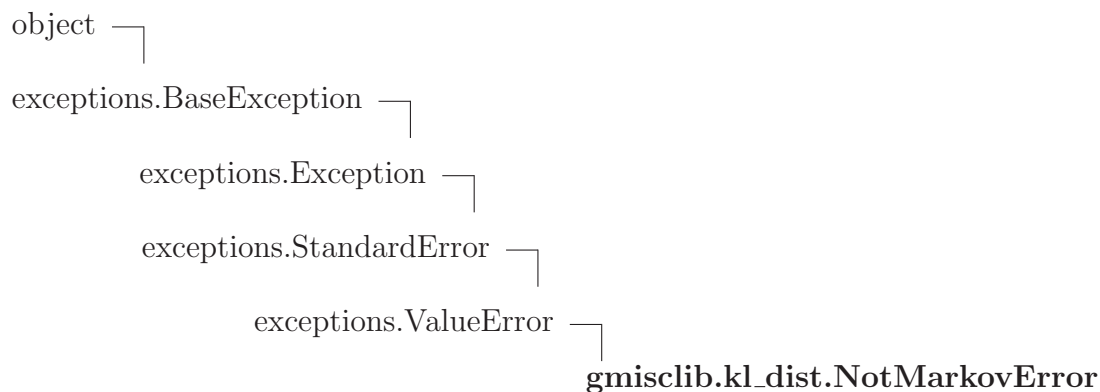 object
exceptions.BaseException
exceptions.Exception
exceptions.StandardError
exceptions.ValueError
gmisclib.kl_dist.NotMarkovError